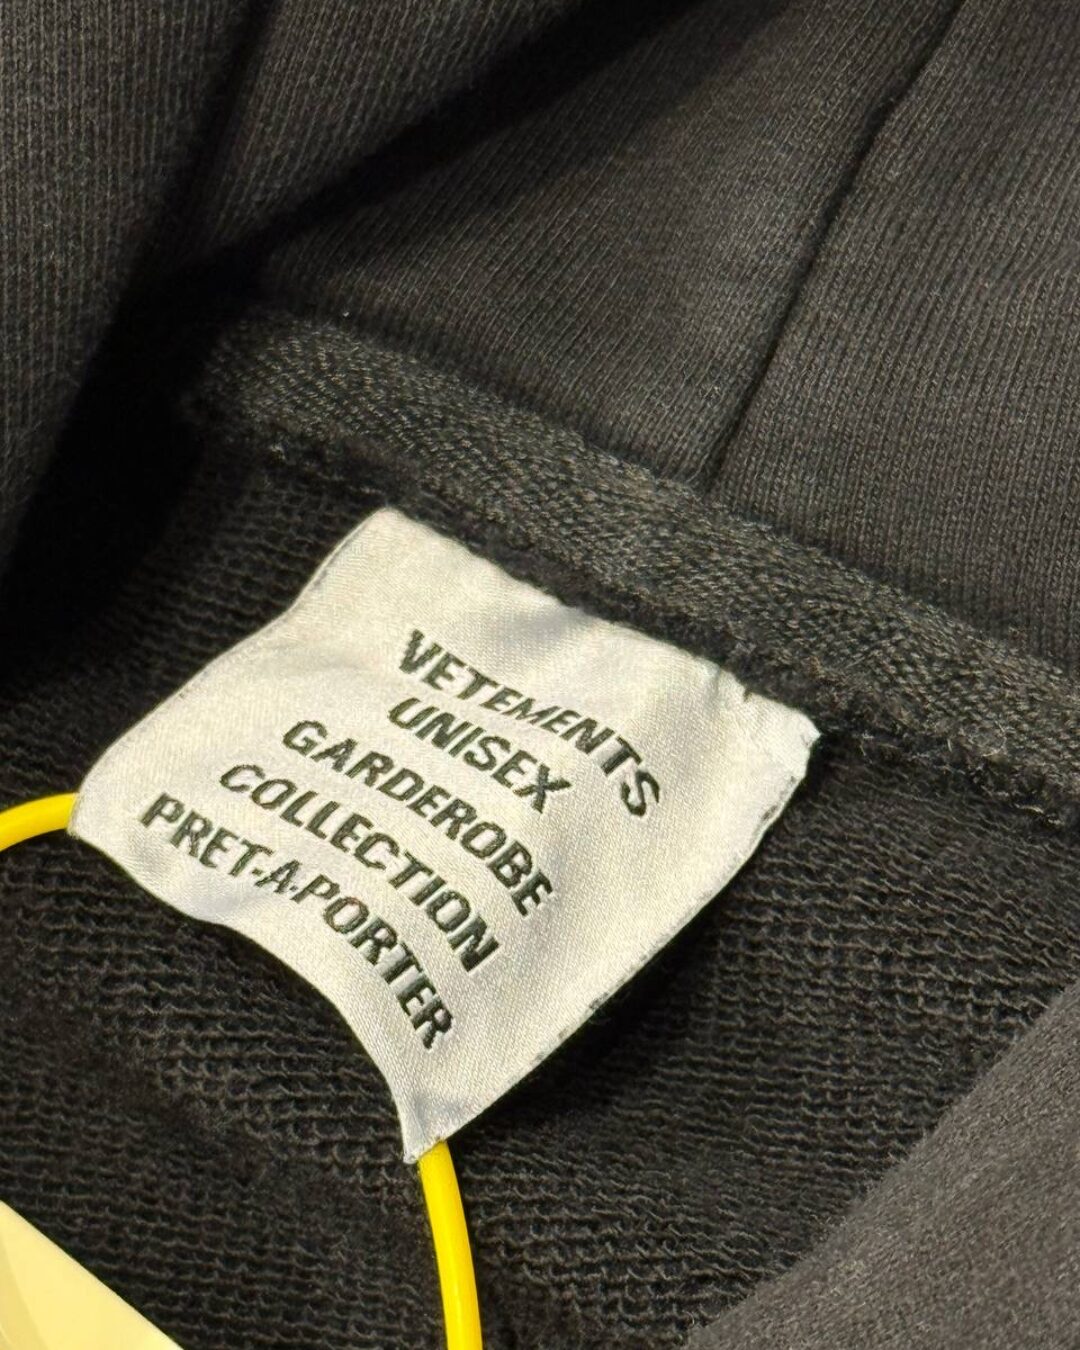 VETEMENTS
UNISEX
GARDEROBE
COLLECTION
PRET-A-PORTER